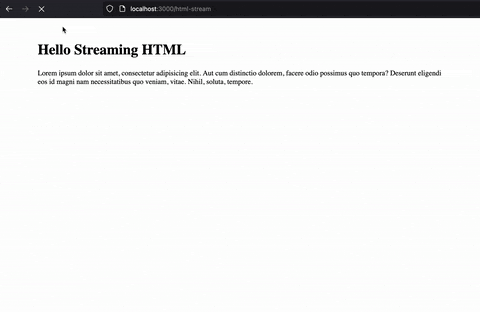 localhost:3000/html-stream
Hello Streaming HTML
Lorem ipsum dolor sit amet, consectetur adipisicing elit. Aut cum distinctio dolorem, facere odio possimus quo tempora? Deserunt eligendi
eos id magni nam necessitatibus quo veniam, vitae. Nihil, soluta, tempore.